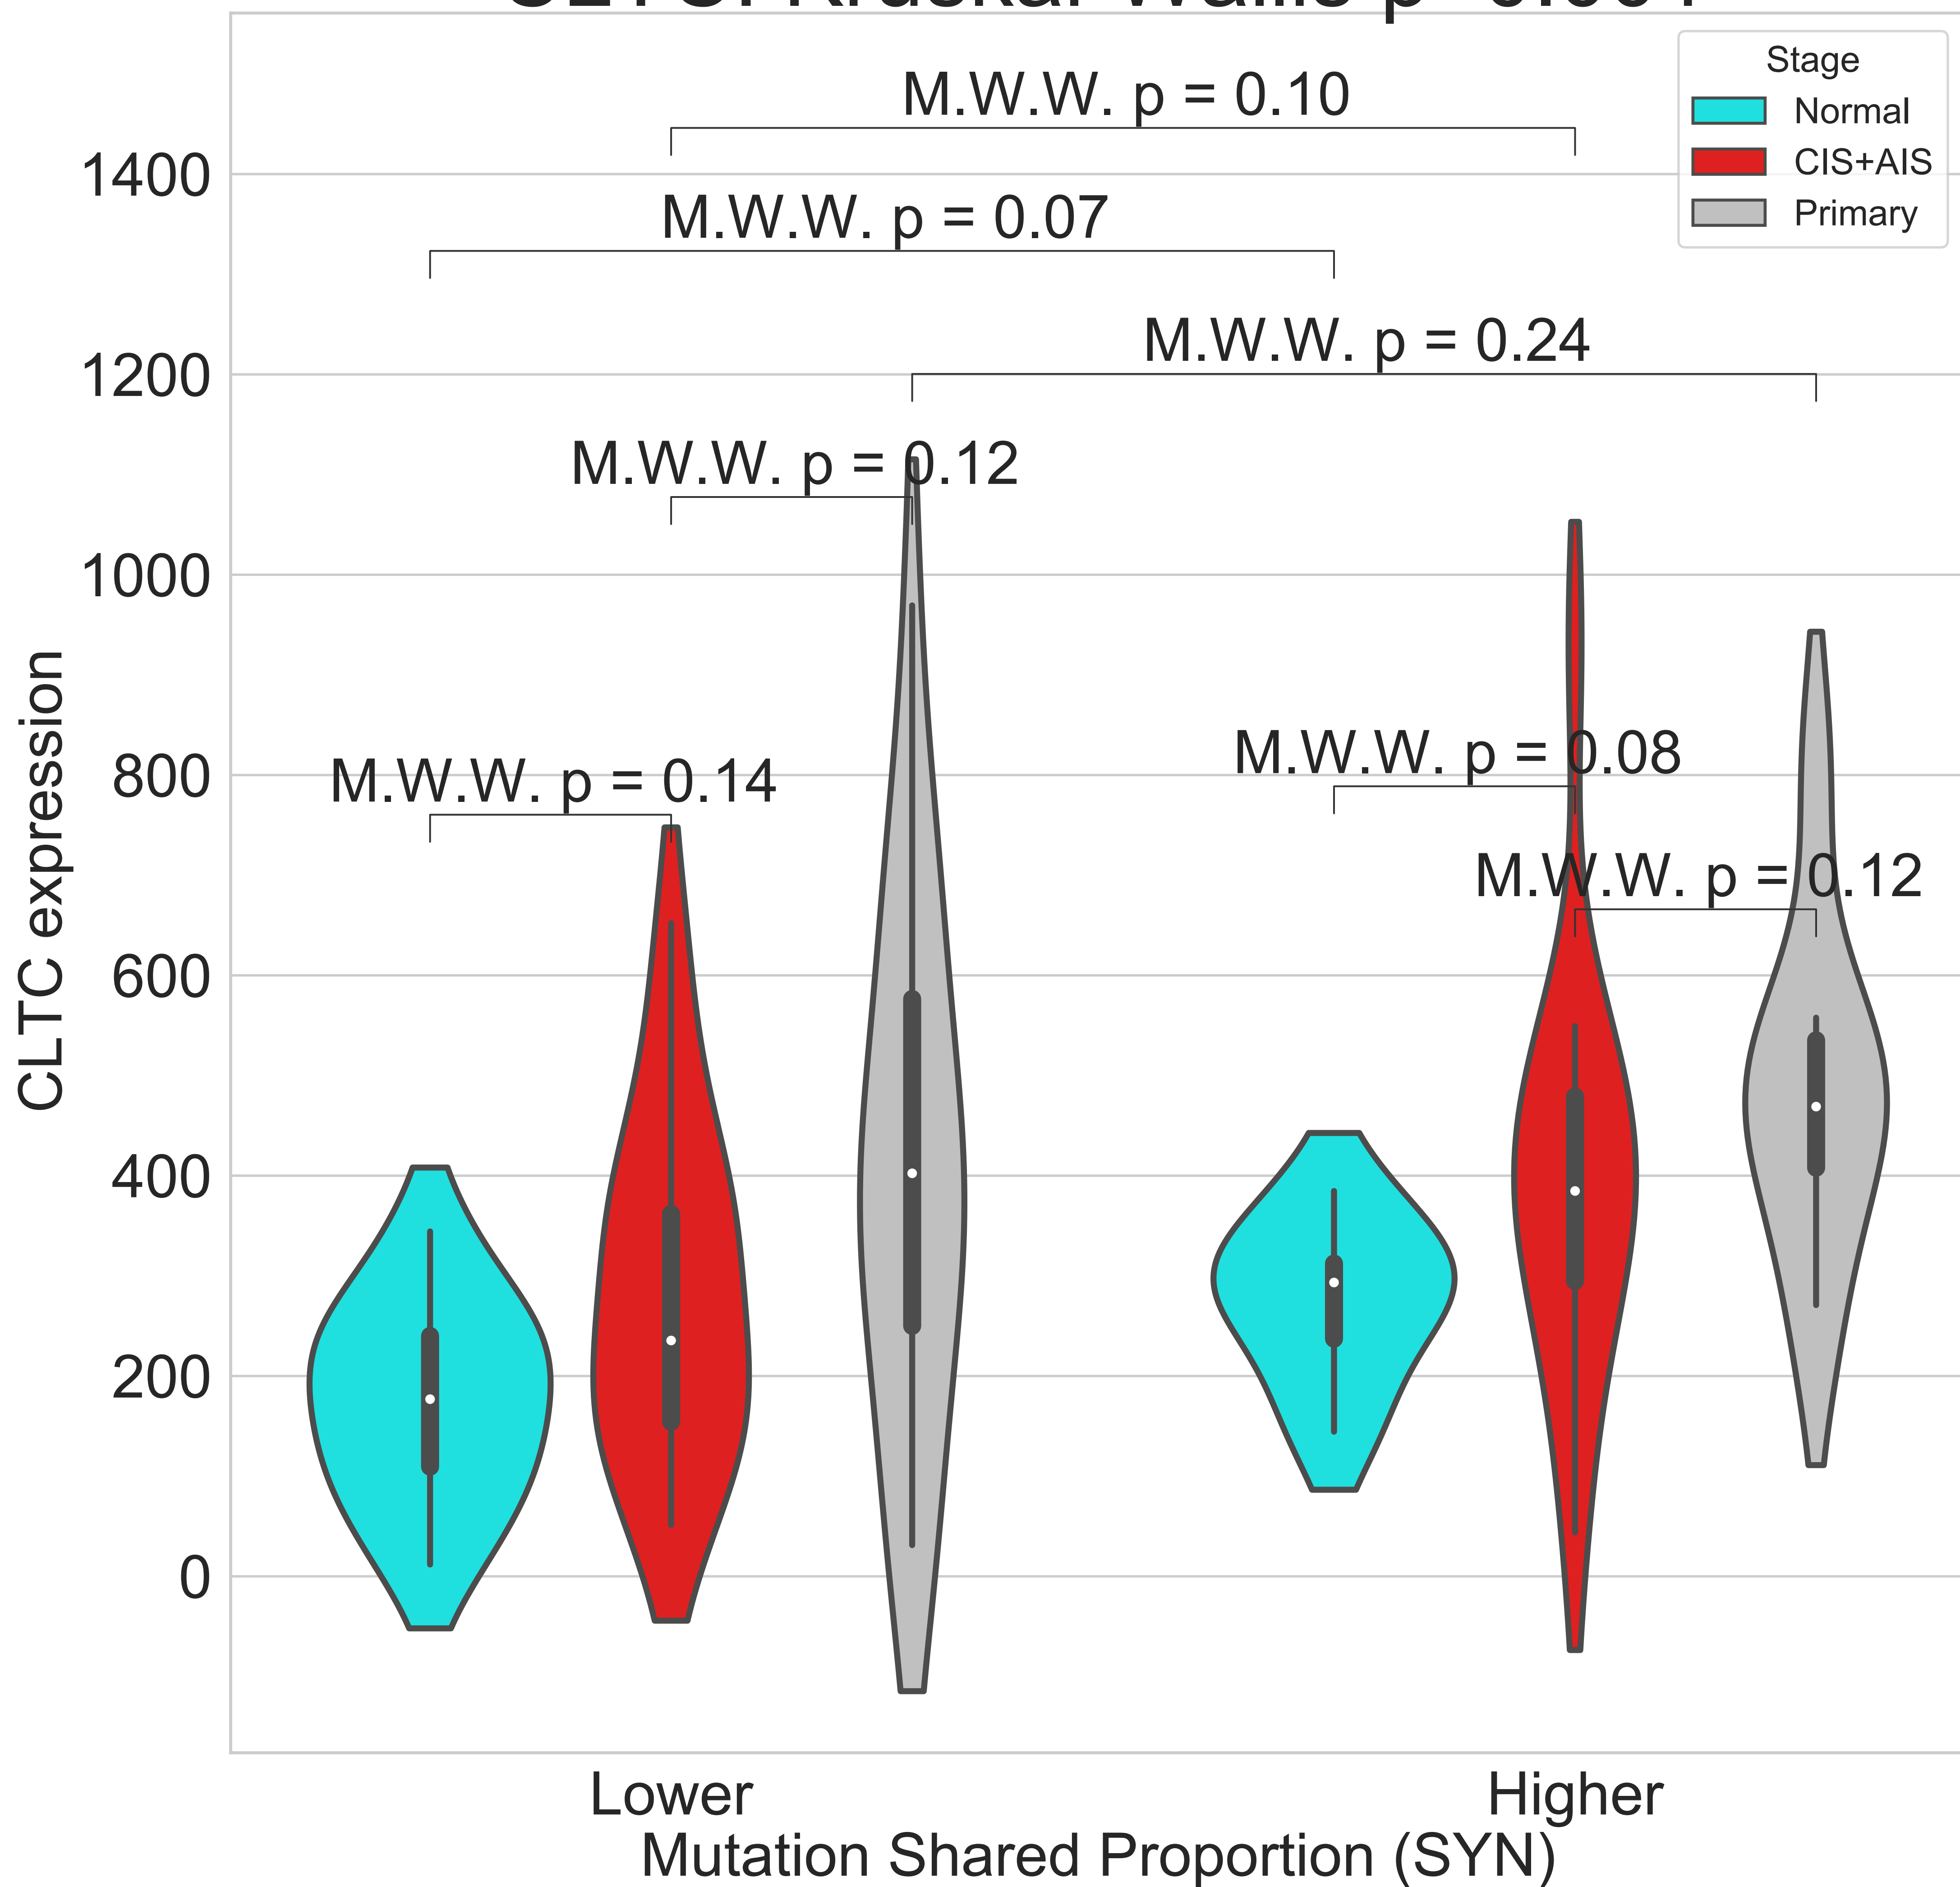 Stage
Normal
CIS+AIS
Primary
M.W.W. p = 0.10
M.W.W. p = 0.07
M.W.W. p = 0.24
M.W.W. p = 0.12
M.W.W. p = 0.14
M.W.W. p = 0.08
M.W.W. p = 0.12
1400
1200
1000
800
600
400
200
0
CLTC expression
Lower
Higher
Mutation Shared Proportion (SYN)